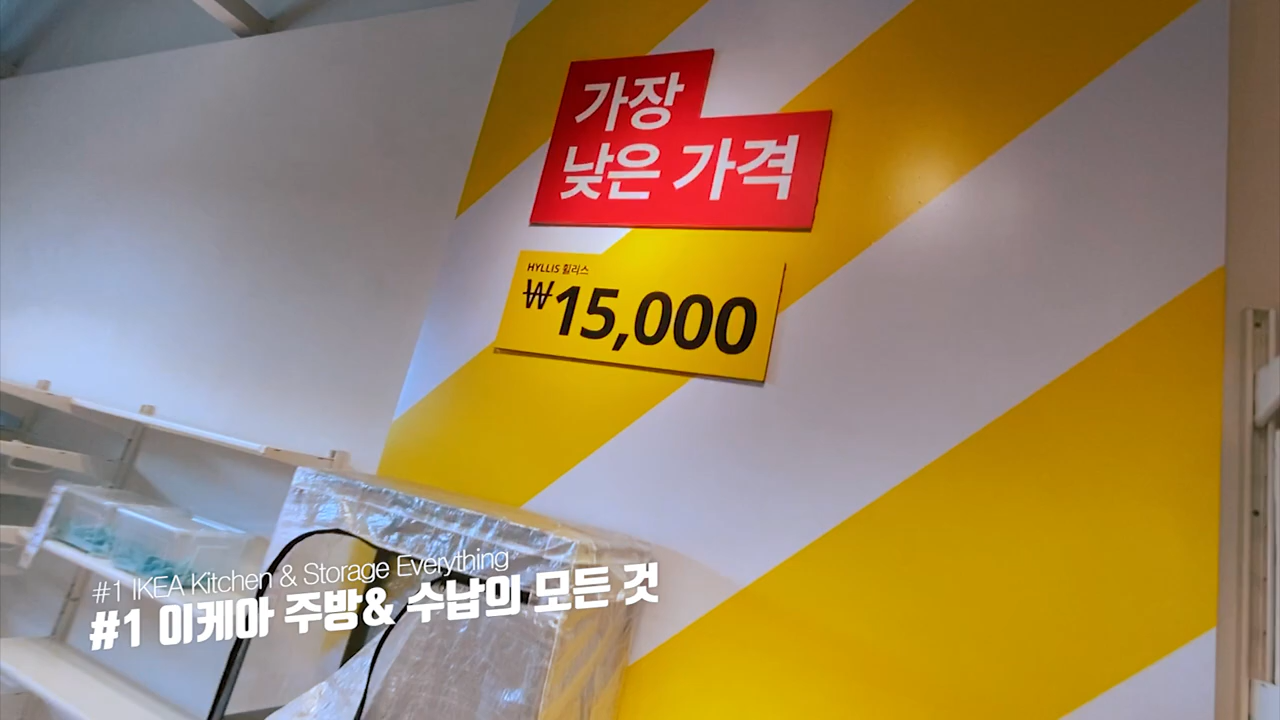 가장
낮은 가격
HYLLIS 휠리스
₩15,000
#1 IKEA Kitchen & Storage Everything
#1 이케아 주방& 수납의 모든 것